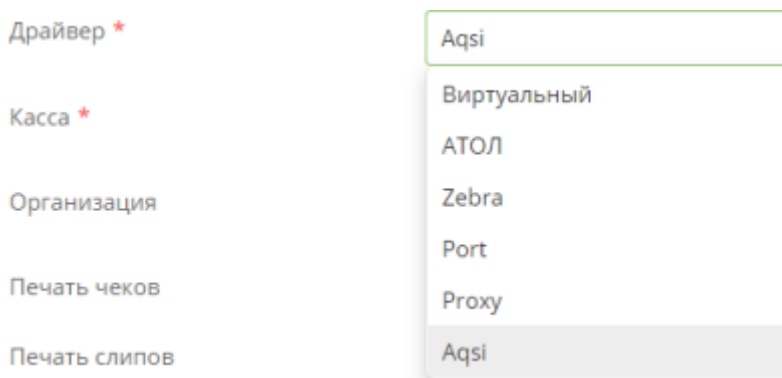 Драйвер *
Aqsi
Виртуальный
Касса *
АТОЛ
Zebra
Организация
Port
Печать чеков
Proxy
Печать слипов
Aqsi